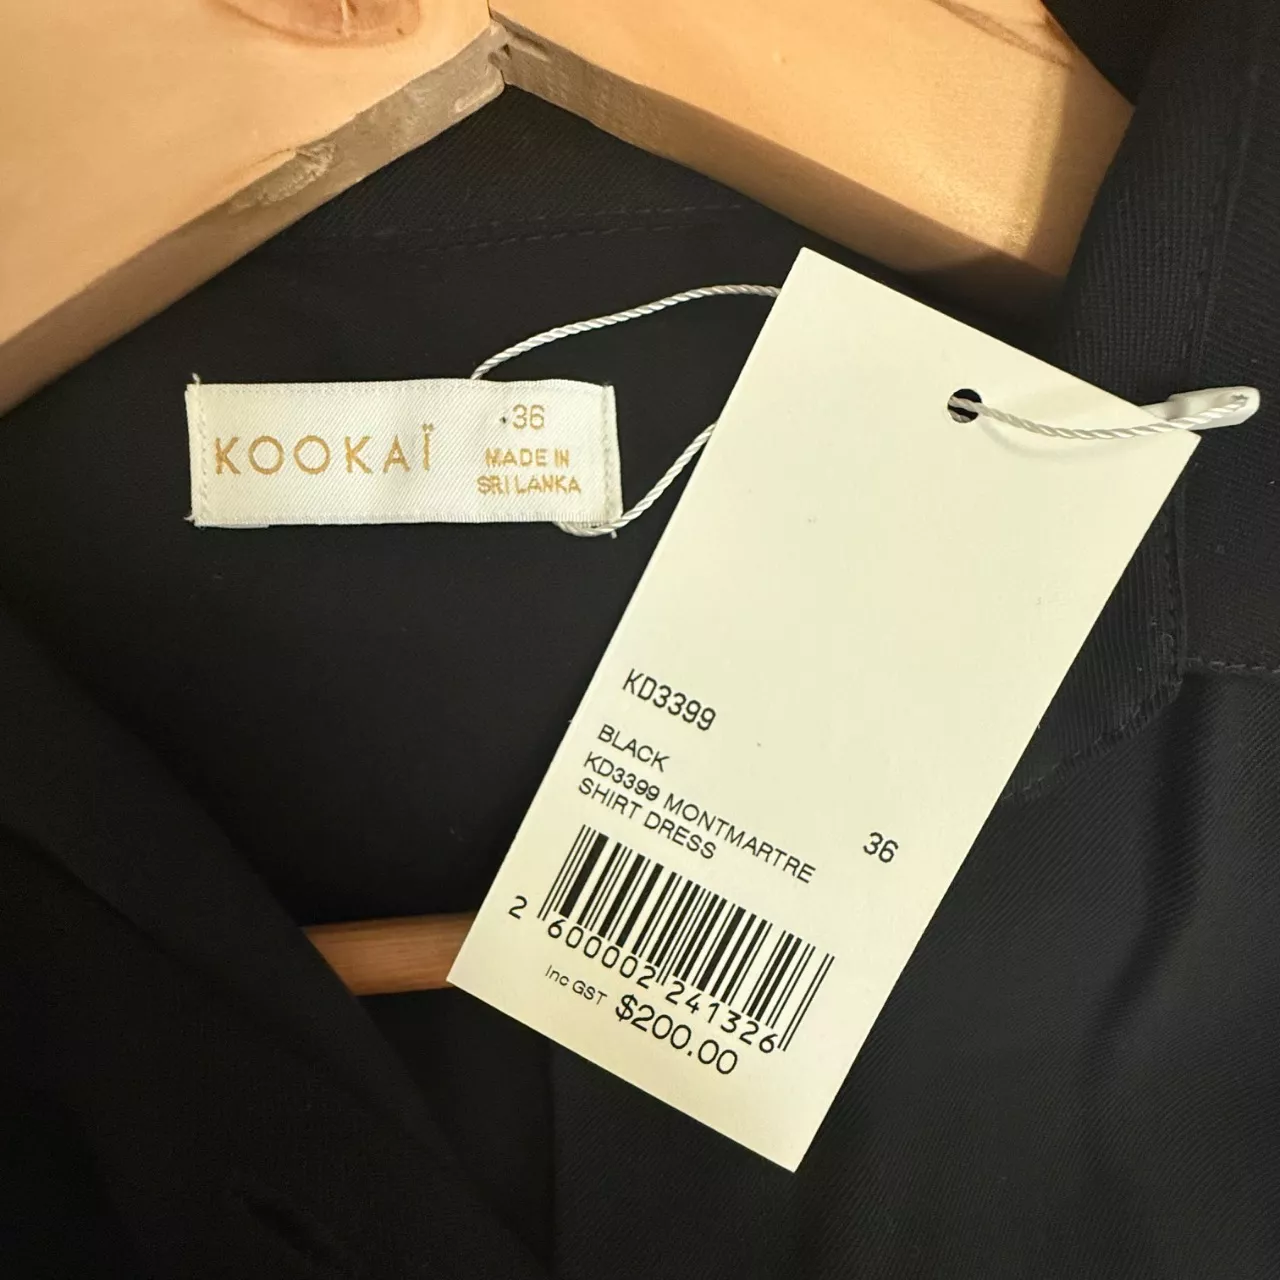 KOOKAÏ
36
MADE IN
SRI LANKA
KD3399
BLACK
KD3399 MONTMARTRE
SHIRT DRESS
36
2 600002 241326
Inc GST $200.00